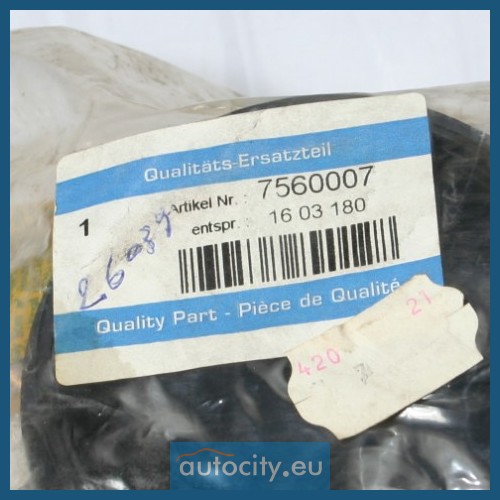 Qualitäts-Ersatzteil
1
Artikel Nr. : 7560007
entspr. : 16 03 180
26039
Quality Part - Pièce de Qualité
420 21
autocity.eu